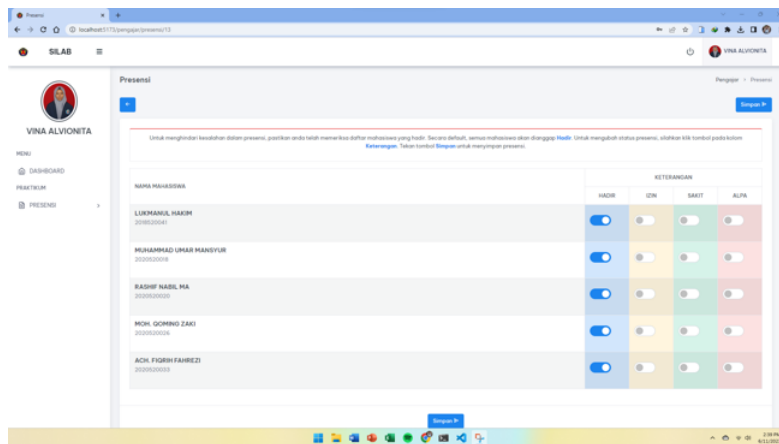 Presensi
localhost:5173/pengajar/presensi/13
SILAB
VINA ALVIONITA
VINA ALVIONITA
MENU
DASHBOARD
PRAKTIKUM
PRESENSI
Presensi
Pengajar > Presensi
Simpan
Untuk menghindari kesalahan dalam presensi, pastikan anda telah memeriksa daftar mahasiswa yang hadir. Secara default, semua mahasiswa akan dianggap Hadir. Untuk mengubah status presensi, silahkan klik tombol pada kolom
Keterangan. Tekan tombol Simpan untuk menyimpan presensi.
NAMA MAHASISWA
KETERANGAN
HADIR IZIN SAKIT ALPA
LUKMANUL HAKIM
2019520041
MUHAMMAD UMAR MANSYUR
2020520019
RASHIF NABIL MA
2020520020
MOH. QOMING ZAKI
2020520026
ACH. FIQRIH FAHREZI
2020520033
Simpan